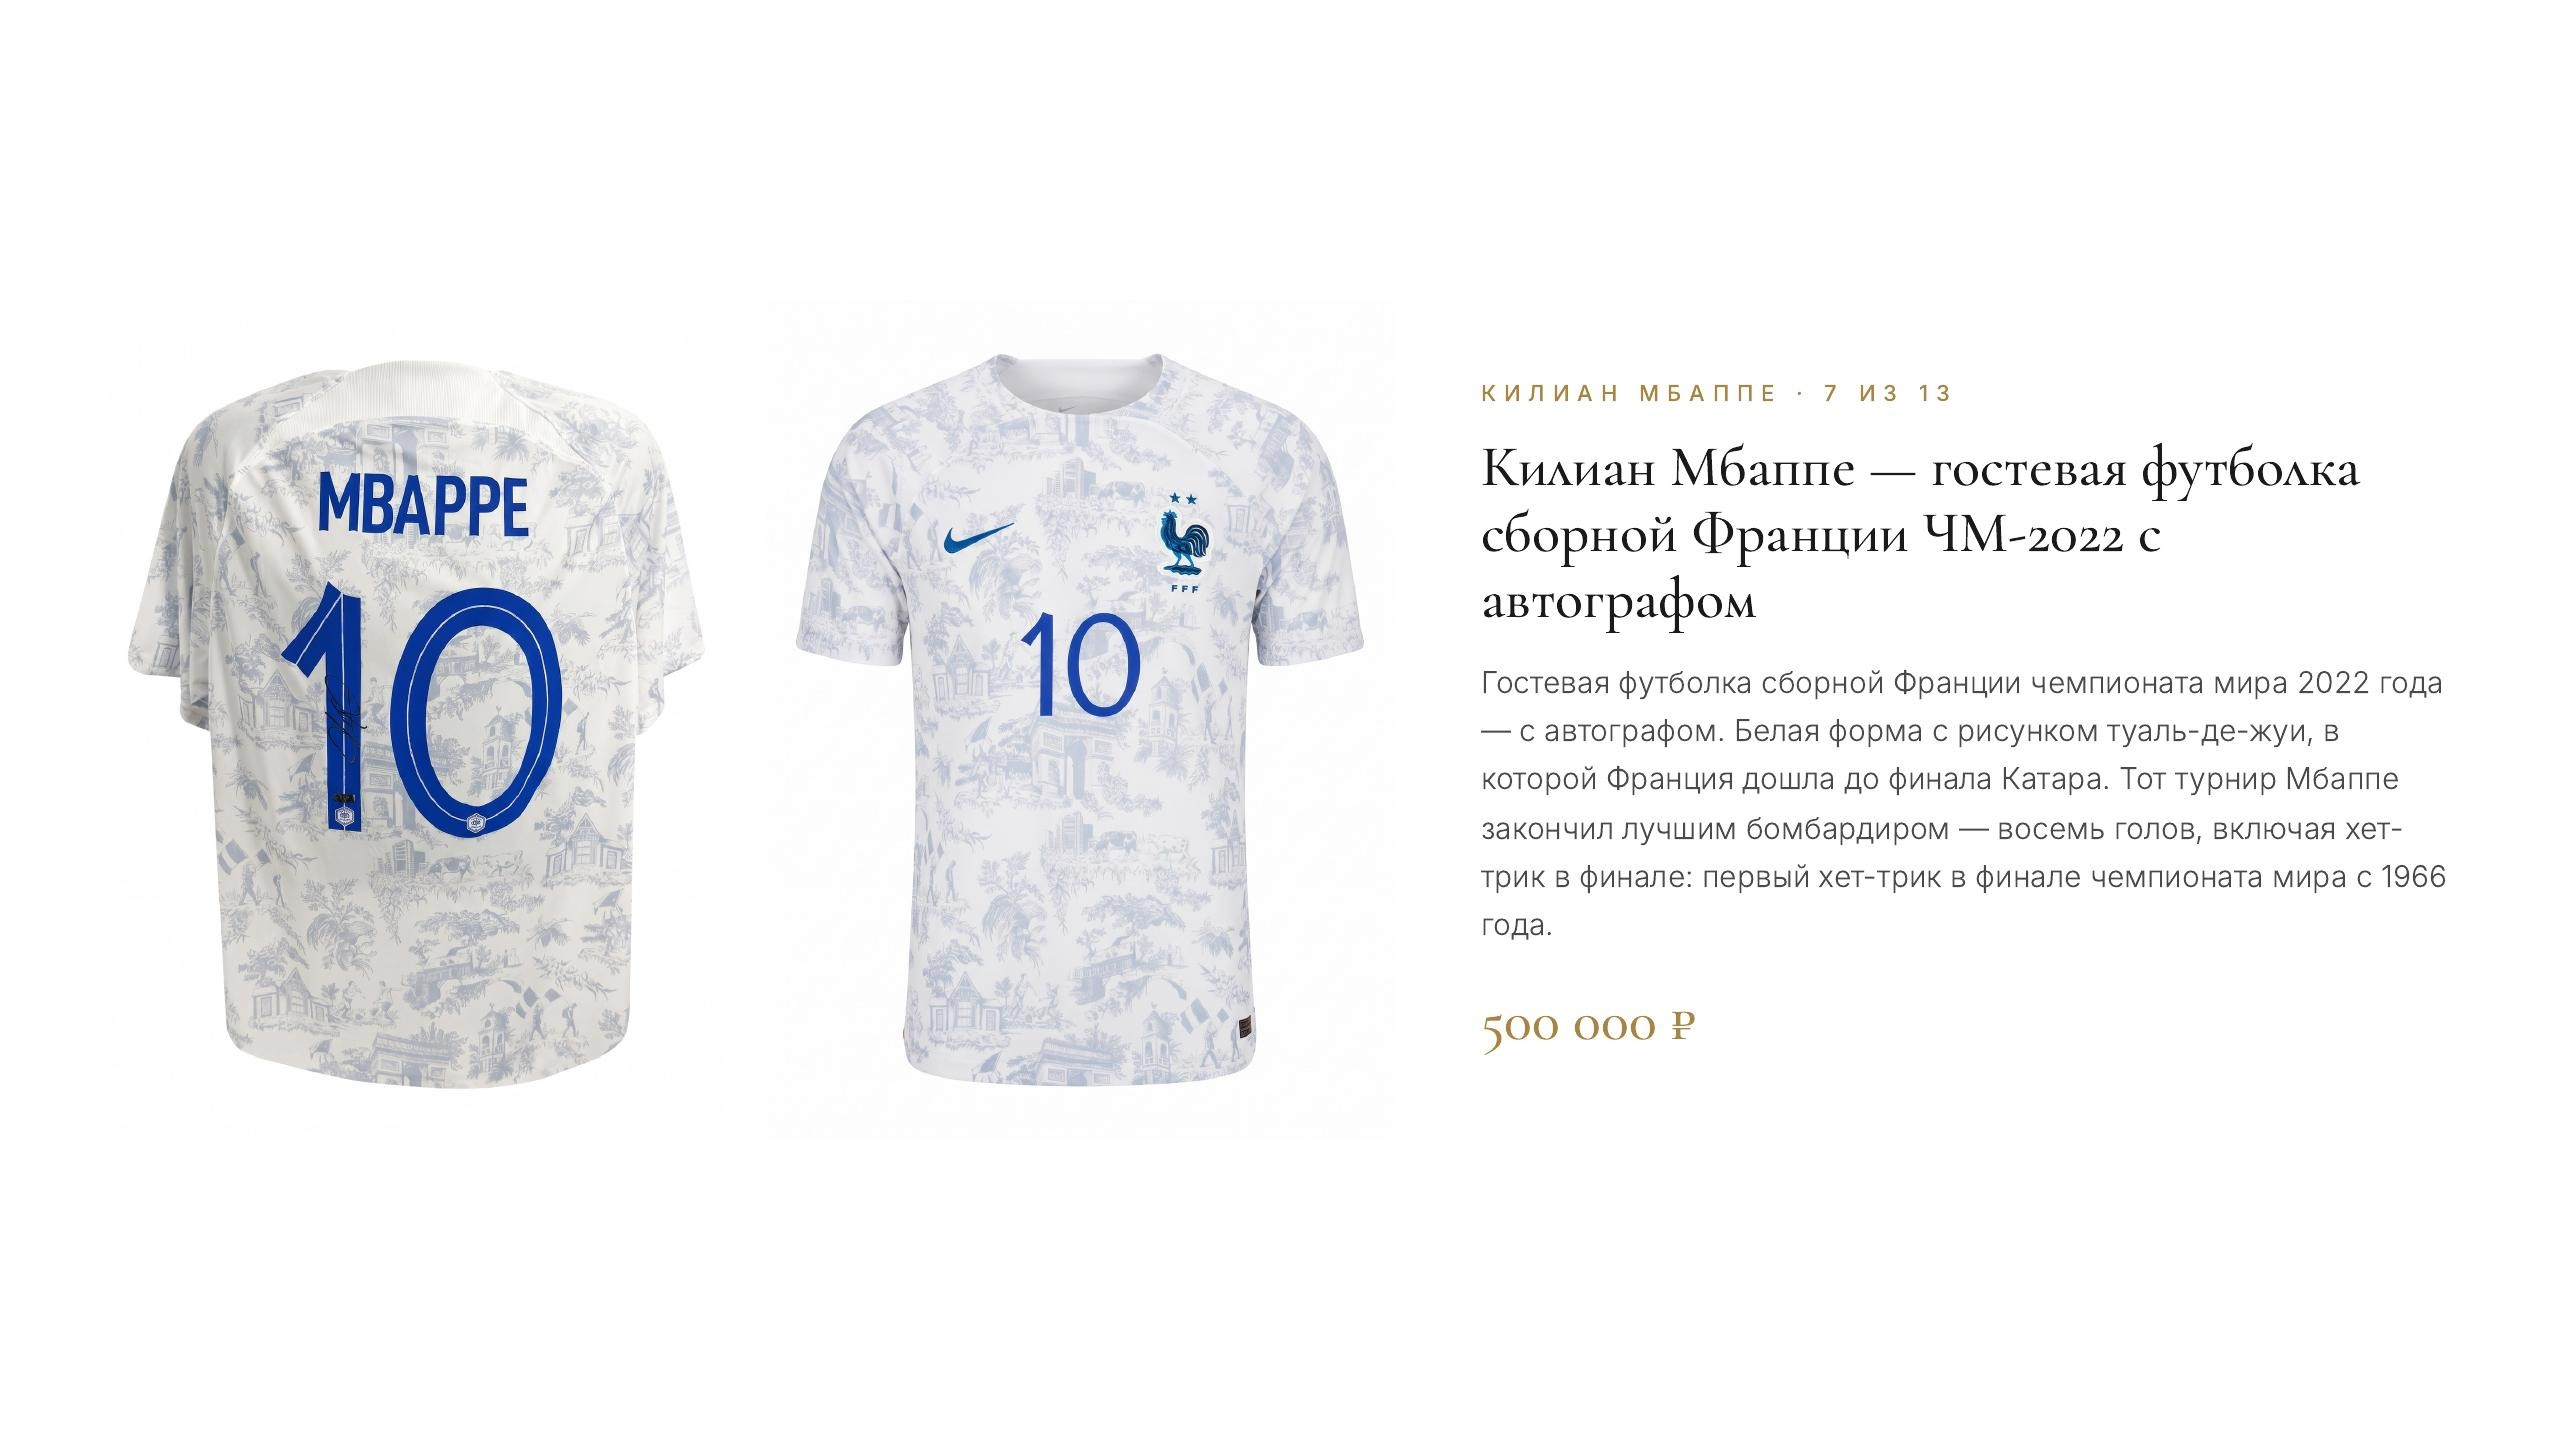 MBAPPE
10
FFF
10
КИЛИАН МБАППЕ · 7 ИЗ 13
Килиан Мбаппе — гостевая футболка
сборной Франции ЧМ-2022 с
автографом
Гостевая футболка сборной Франции чемпионата мира 2022 года
— с автографом. Белая форма с рисунком туаль-де-жуи, в
которой Франция дошла до финала Катара. Тот турнир Мбаппе
закончил лучшим бомбардиром — восемь голов, включая хет-
трик в финале: первый хет-трик в финале чемпионата мира с 1966
года.
500 000 ₽